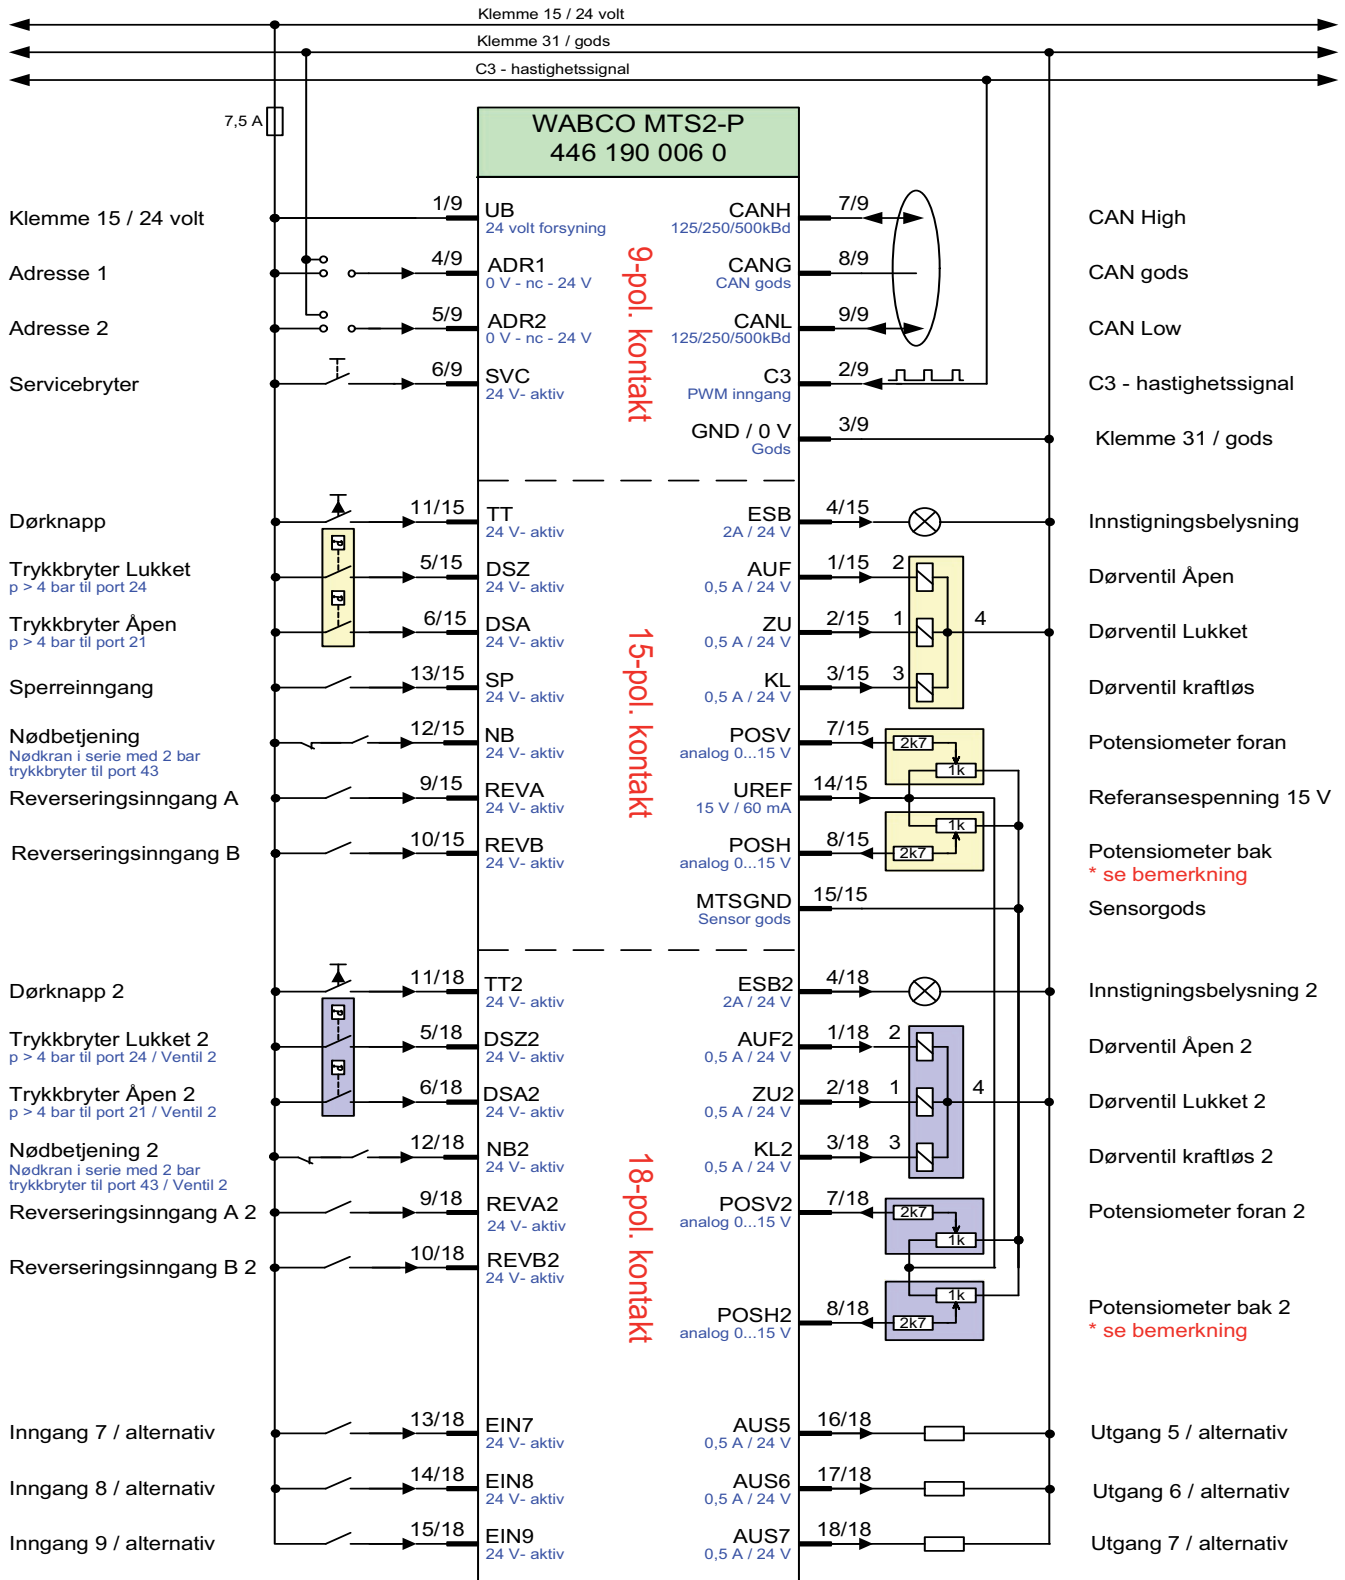 Klemme 15 / 24 volt
Klemme 31 / gods
C3 - hastighetssignal
7,5 A
WABCO MTS2-P
446 190 006 0
Klemme 15 / 24 volt
1/9
UB
24 volt forsyning
CANH
125/250/500kBd
7/9
CAN High
Adresse 1
4/9
ADR1
0 V - nc - 24 V
CANG
CAN gods
8/9
CAN gods
Adresse 2
5/9
ADR2
0 V - nc - 24 V
CANL
125/250/500kBd
9/9
CAN Low
Servicebryter
6/9
SVC
24 V- aktiv
C3
PWM inngang
2/9
C3 - hastighetssignal
GND / 0 V
Gods
3/9
Klemme 31 / gods
9-pol. kontakt
Dørknapp
11/15
TT
24 V- aktiv
ESB
2A / 24 V
4/15
Innstigningsbelysning
Trykkbryter Lukket
p > 4 bar til port 24
P
5/15
DSZ
24 V- aktiv
AUF
0,5 A / 24 V
1/15
2
Dørventil Åpen
Trykkbryter Åpen
p > 4 bar til port 21
P
6/15
DSA
24 V- aktiv
ZU
0,5 A / 24 V
2/15
1
4
Dørventil Lukket
Sperreinngang
13/15
SP
24 V- aktiv
KL
0,5 A / 24 V
3/15
3
Dørventil kraftløs
Nødbetjening
Nødkran i serie med 2 bar
trykkbryter til port 43
12/15
NB
24 V- aktiv
POSV
analog 0...15 V
7/15
2k7
1k
Potensiometer foran
Reverseringsinngang A
9/15
REVA
24 V- aktiv
UREF
15 V / 60 mA
14/15
Referansespenning 15 V
Reverseringsinngang B
10/15
REVB
24 V- aktiv
POSH
analog 0...15 V
8/15
1k
2k7
Potensiometer bak
* se bemerkning
MTSGND
Sensor gods
15/15
Sensorgods
15-pol. kontakt
Dørknapp 2
11/18
TT2
24 V- aktiv
ESB2
2A / 24 V
4/18
Innstigningsbelysning 2
Trykkbryter Lukket 2
p > 4 bar til port 24 / Ventil 2
P
5/18
DSZ2
24 V- aktiv
AUF2
0,5 A / 24 V
1/18
2
Dørventil Åpen 2
Trykkbryter Åpen 2
p > 4 bar til port 21 / Ventil 2
P
6/18
DSA2
24 V- aktiv
ZU2
0,5 A / 24 V
2/18
1
4
Dørventil Lukket 2
Nødbetjening 2
Nødkran i serie med 2 bar
trykkbryter til port 43 / Ventil 2
12/18
NB2
24 V- aktiv
KL2
0,5 A / 24 V
3/18
3
Dørventil kraftløs 2
Reverseringsinngang A 2
9/18
REVA2
24 V- aktiv
POSV2
analog 0...15 V
7/18
2k7
1k
Potensiometer foran 2
Reverseringsinngang B 2
10/18
REVB2
24 V- aktiv
POSH2
analog 0...15 V
8/18
1k
2k7
Potensiometer bak 2
* se bemerkning
18-pol. kontakt
Inngang 7 / alternativ
13/18
EIN7
24 V- aktiv
AUS5
0,5 A / 24 V
16/18
Utgang 5 / alternativ
Inngang 8 / alternativ
14/18
EIN8
24 V- aktiv
AUS6
0,5 A / 24 V
17/18
Utgang 6 / alternativ
Inngang 9 / alternativ
15/18
EIN9
24 V- aktiv
AUS7
0,5 A / 24 V
18/18
Utgang 7 / alternativ